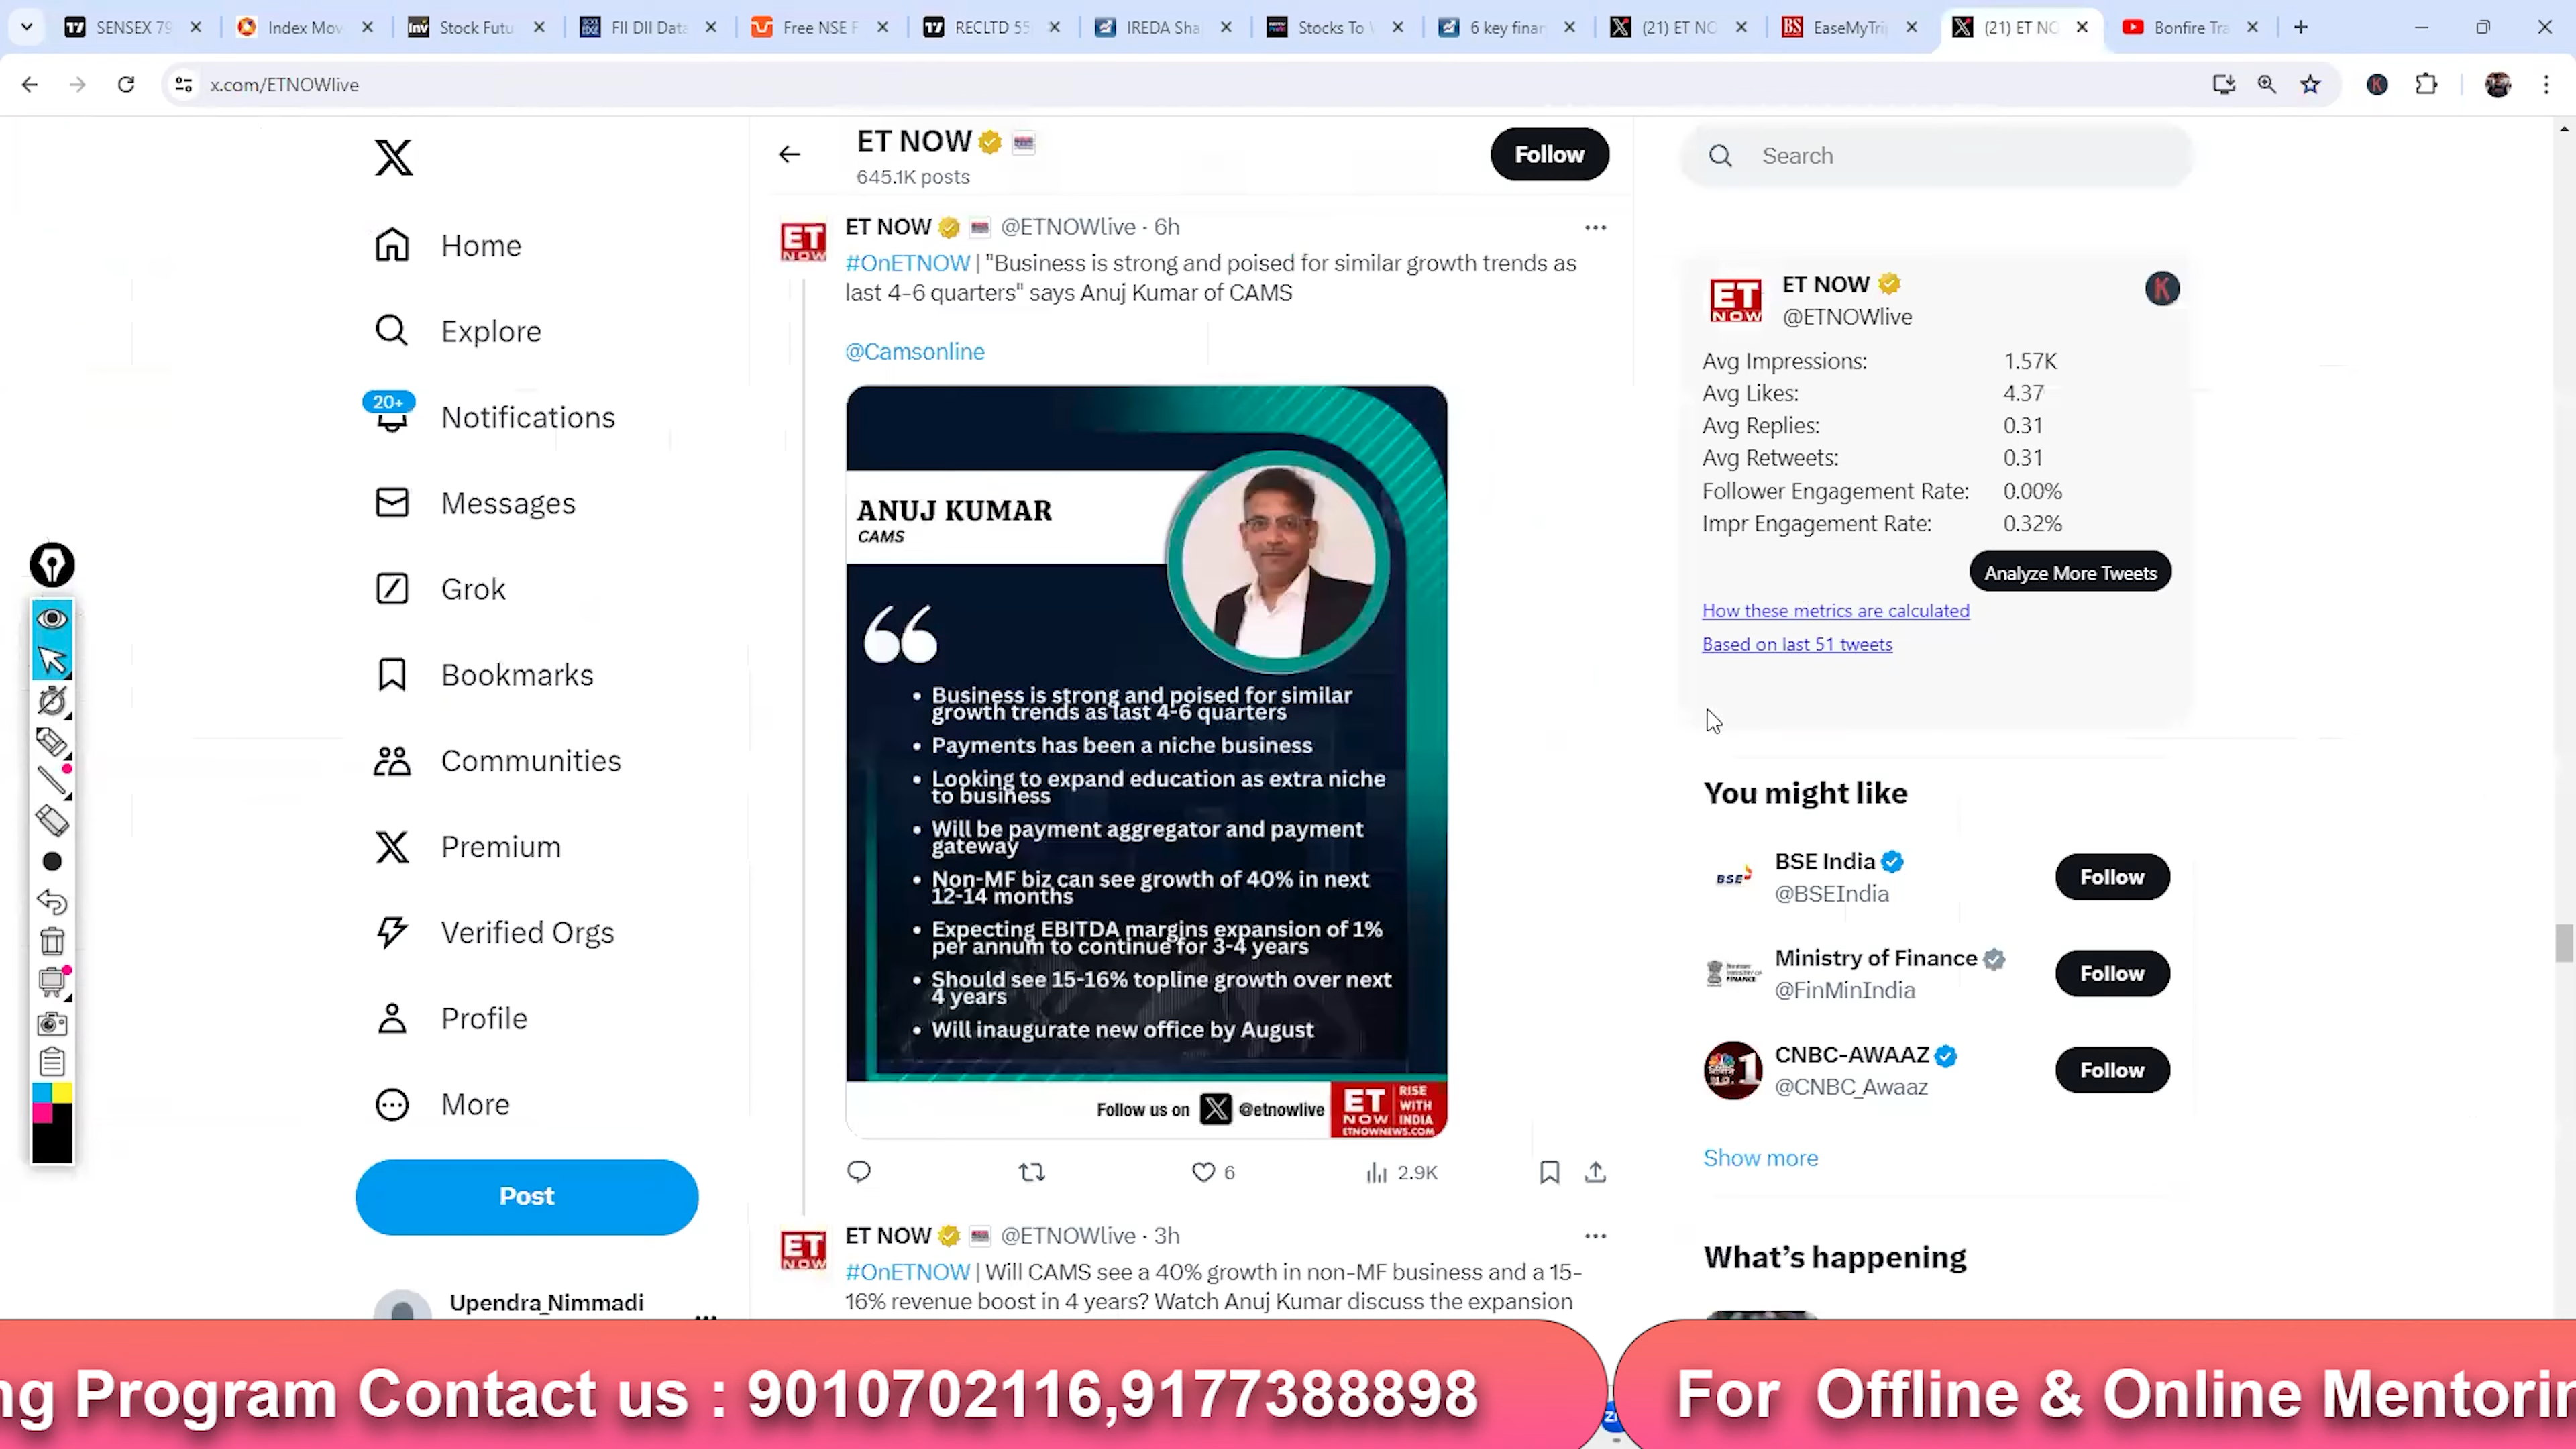 SENSEX 79
Index Mov
Stock Futu
FII DII Data
Free NSE F
RECLTD 55
IREDA Sha
Stocks To
6 key finan
(21) ET NO
EaseMyTrip
(21) ET NO
Bonfire Tra
x.com/ETNOWlive
ET NOW
645.1K posts
Follow
Search
Home
Explore
20+
Notifications
Messages
Grok
Bookmarks
Communities
Premium
Verified Orgs
Profile
More
Post
Upendra_Nimmadi
ET NOW @ETNOWlive · 6h
#OnETNOW | "Business is strong and poised for similar growth trends as
last 4-6 quarters" says Anuj Kumar of CAMS
@Camsonline
ANUJ KUMAR
CAMS
• Business is strong and poised for similar
growth trends as last 4-6 quarters
• Payments has been a niche business
• Looking to expand education as extra niche
to business
• Will be payment aggregator and payment
gateway
• Non-MF biz can see growth of 40% in next
12-14 months
• Expecting EBITDA margins expansion of 1%
per annum to continue for 3-4 years
• Should see 15-16% topline growth over next
4 years
• Will inaugurate new office by August
Follow us on X @etnowlive
ET NOW
RISE
WITH
INDIA
ETNOWNEWS.COM
6
2.9K
ET NOW @ETNOWlive · 3h
#OnETNOW | Will CAMS see a 40% growth in non-MF business and a 15-
16% revenue boost in 4 years? Watch Anuj Kumar discuss the expansion
ET NOW
@ETNOWlive
K
Avg Impressions: 1.57K
Avg Likes: 4.37
Avg Replies: 0.31
Avg Retweets: 0.31
Follower Engagement Rate: 0.00%
Impr Engagement Rate: 0.32%
Analyze More Tweets
How these metrics are calculated
Based on last 51 tweets
You might like
BSE India
@BSEIndia
Follow
Ministry of Finance
@FinMinIndia
Follow
CNBC-AWAAZ
@CNBC_Awaaz
Follow
Show more
What's happening
ng Program Contact us : 9010702116,9177388898
For Offline & Online Mentorin